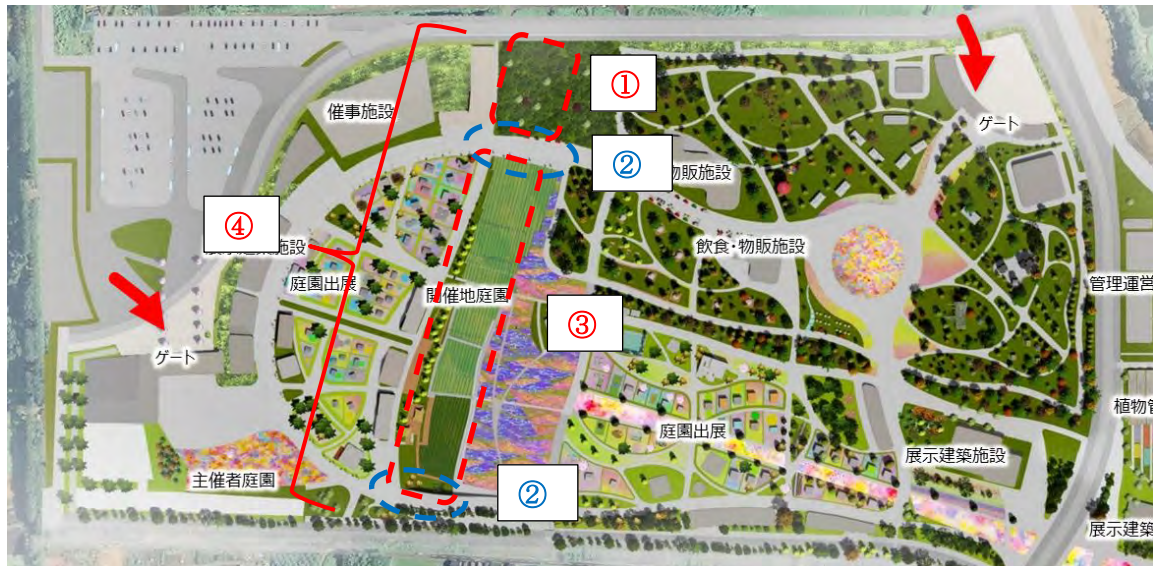 ①
催事施設
ゲート
②
物販施設
④
飲食・物販施設
庭園出展
開催地庭園
管理運営
③
ゲート
植物管
庭園出展
展示建築施設
主催者庭園
②
展示建築